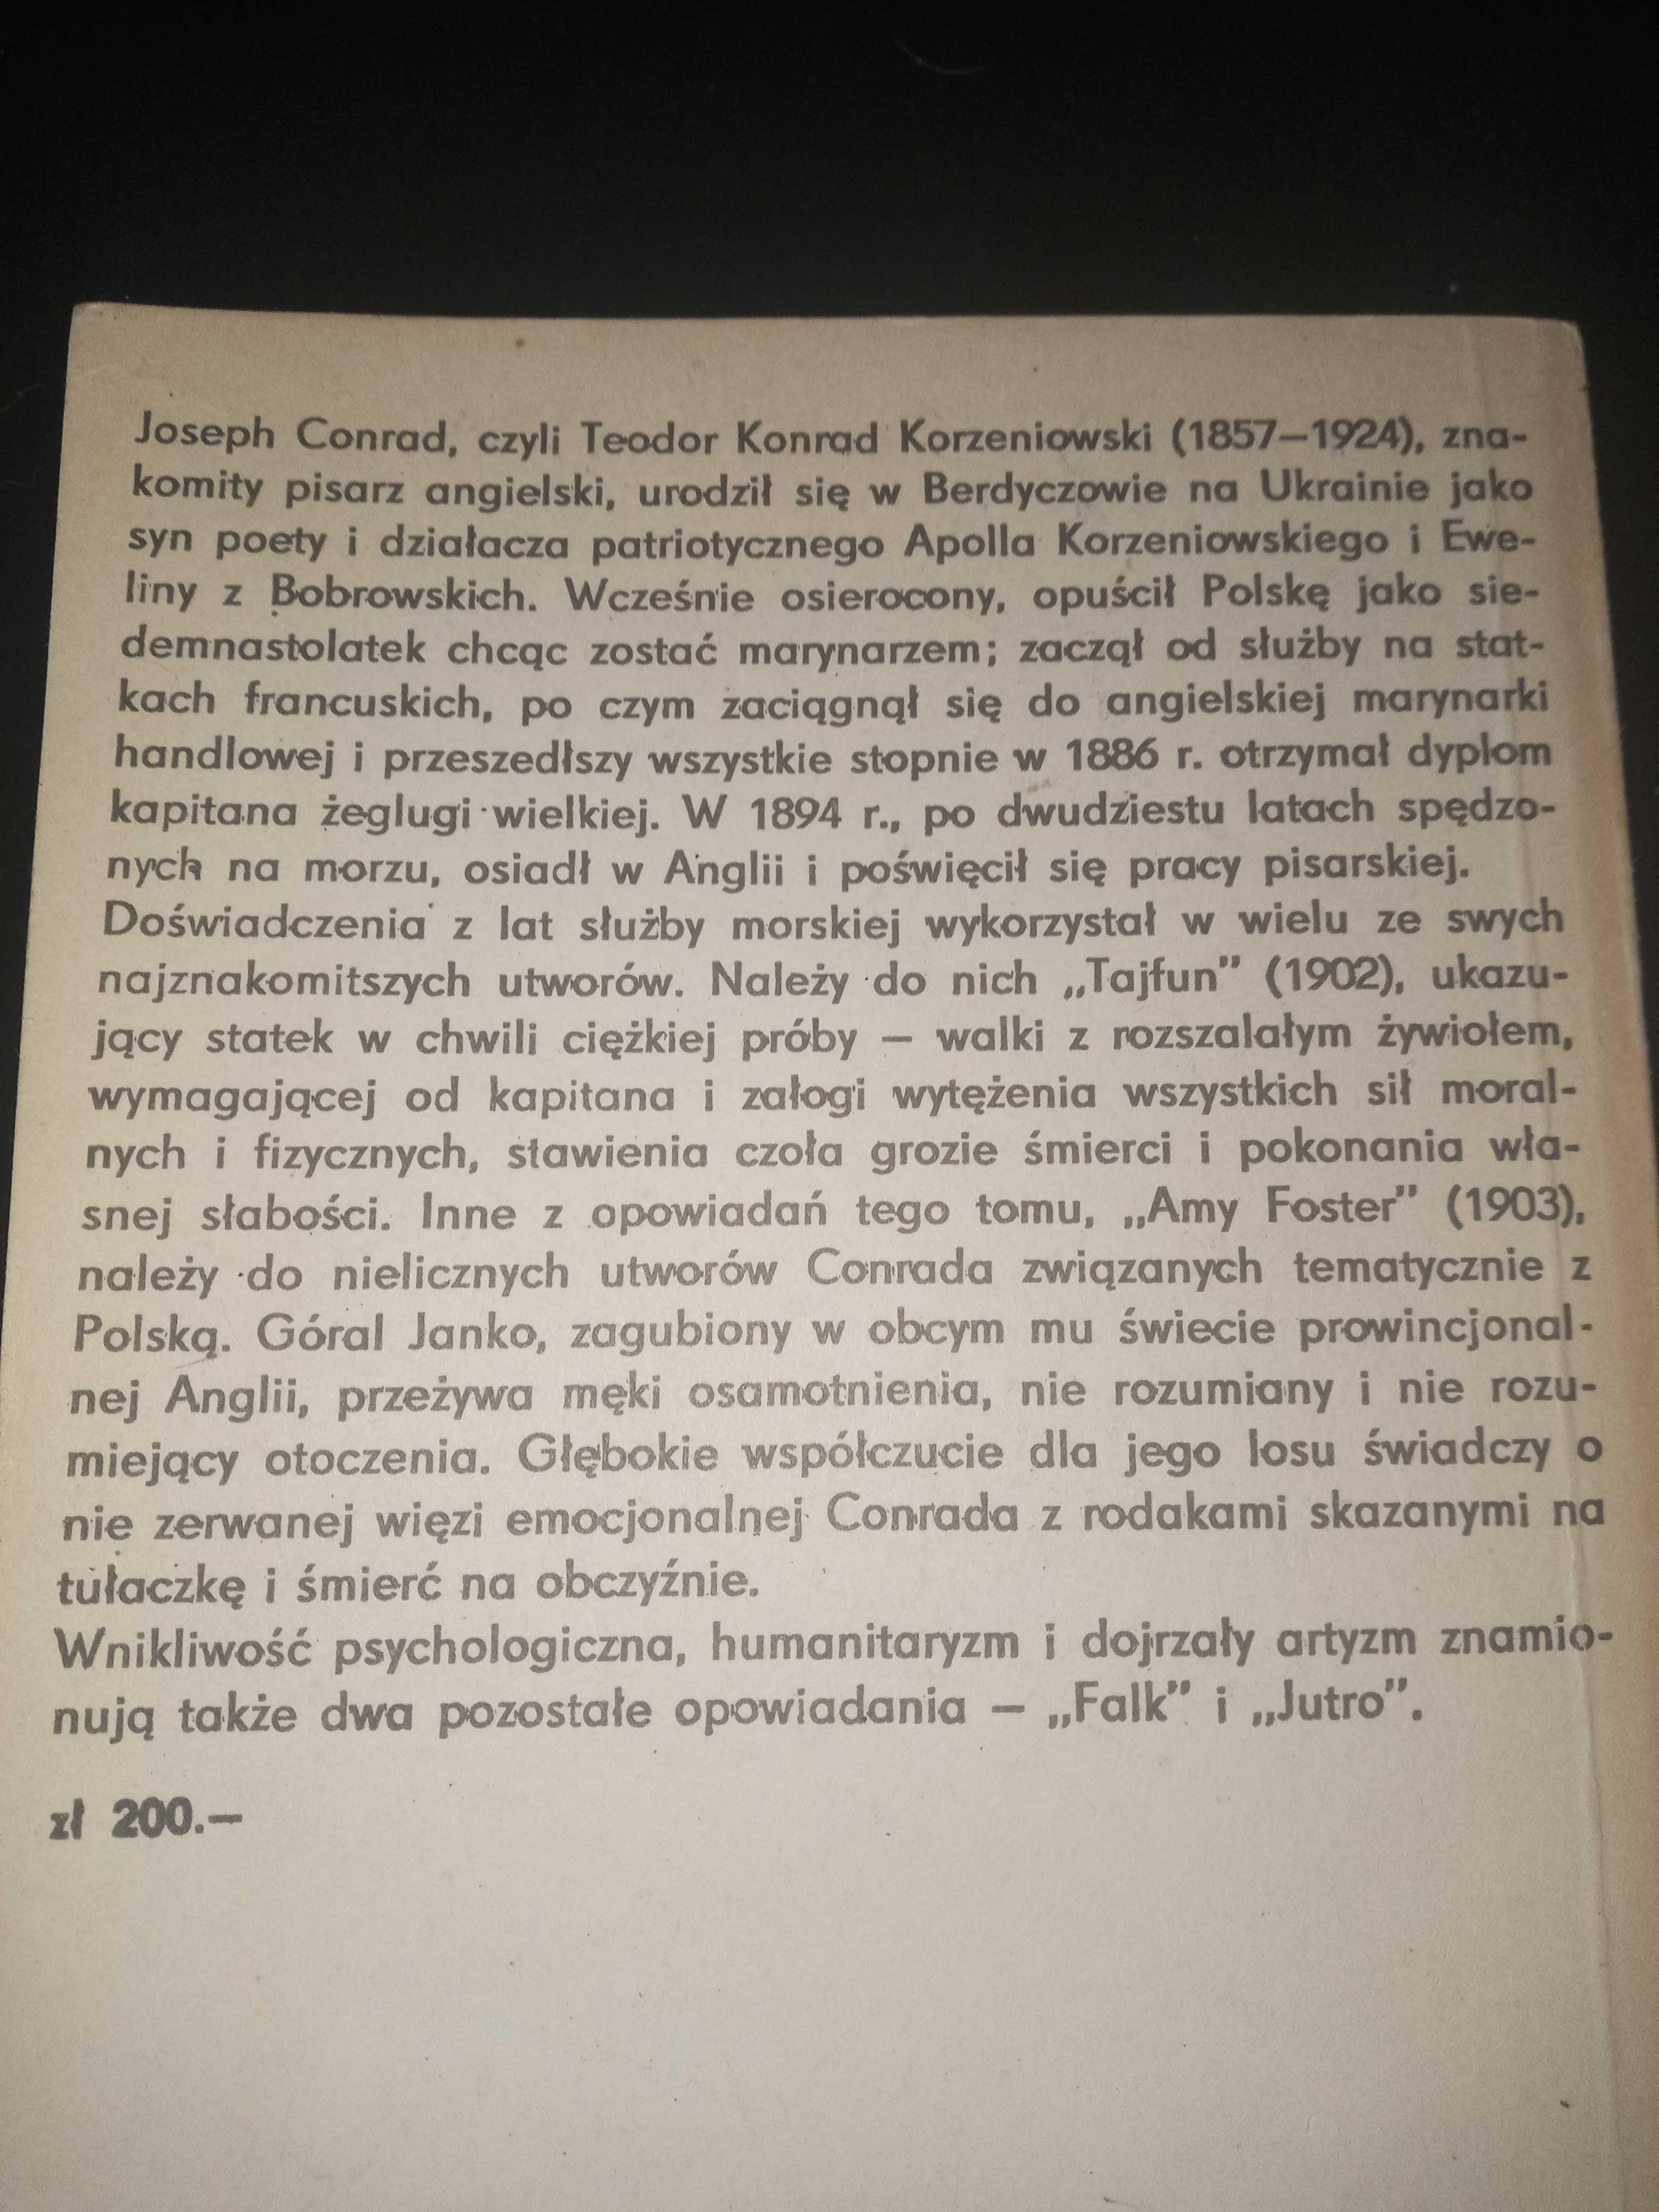 Joseph Conrad, czyli Teodor Konrad Korzeniowski (1857—1924), zna-
komity pisarz angielski, urodził się w Berdyczowie na Ukrainie jako
syn poety i działacza patriotycznego Apolla Korzeniowskiego i Ewe-
liny z Bobrowskich. Wcześnie osierocony, opuścił Polskę jako sie-
demnastolatek chcąc zostać marynarzem; zaczął od służby na stat-
kach francuskich, po czym zaciągnął się do angielskiej marynarki
handlowej i przeszedłszy wszystkie stopnie w 1886 r. otrzymał dyplom
kapitana żeglugi wielkiej. W 1894 r., po dwudziestu latach spędzo-
nych na morzu, osiadł w Anglii i poświęcił się pracy pisarskiej.
Doświadczenia z lat służby morskiej wykorzystał w wielu ze swych
najznakomitszych utworów. Należy do nich „Tajfun” (1902), ukazu-
jący statek w chwili ciężkiej próby — walki z rozszalałym żywiołem,
wymagającej od kapitana i załogi wytężenia wszystkich sił moral-
nych i fizycznych, stawienia czoła grozie śmierci i pokonania wła-
snej słabości. Inne z opowiadań tego tomu, „Amy Foster” (1903),
należy do nielicznych utworów Conrada związanych tematycznie z
Polską. Góral Janko, zagubiony w obcym mu świecie prowincjonal-
nej Anglii, przeżywa męki osamotnienia, nie rozumiany i nie rozu-
miejący otoczenia. Głębokie współczucie dla jego losu świadczy o
nie zerwanej więzi emocjonalnej Conrada z rodakami skazanymi na
tułaczkę i śmierć na obczyźnie.
Wnikliwość psychologiczna, humanitaryzm i dojrzały artyzm znamio-
nują także dwa pozostałe opowiadania — „Falk” i „Jutro”.
zł 200.—